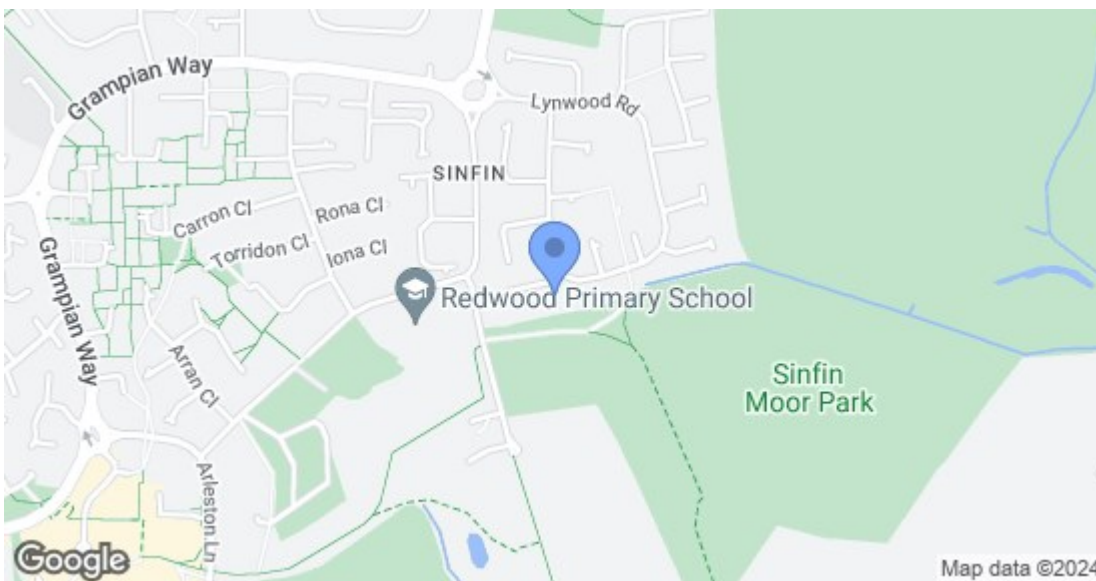 Grampian Way
Lynwood Rd
SINFIN
Carron Cl
Rona Cl
Torridon Cl
Iona Cl
Grampian Way
Redwood Primary School
Arran Cl
Sinfin
Moor Park
Arleston Ln
Google
Map data ©2024